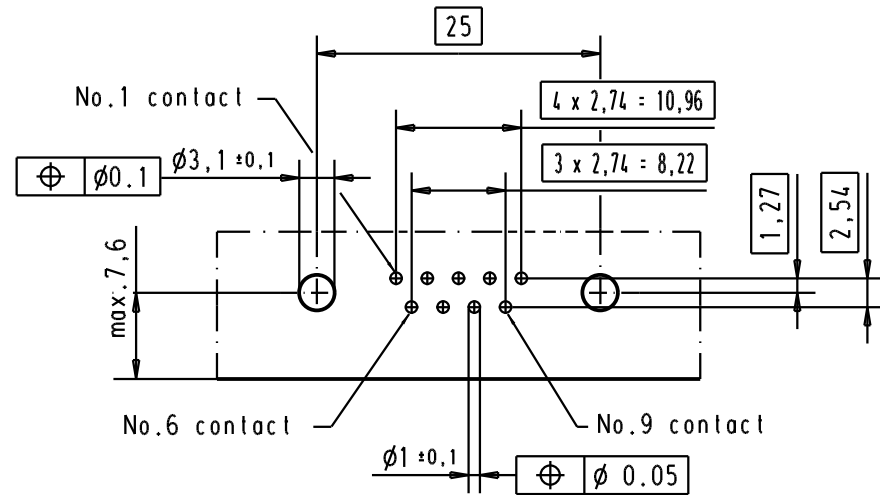 25
No.1 contact
4 x 2,74 = 10,96
⌖ ø0.1
ø3,1 ±0,1
3 x 2,74 = 8,22
1,27
2,54
max.7,6
No.6 contact
No.9 contact
ø1 ±0,1
⌖ ø 0.05